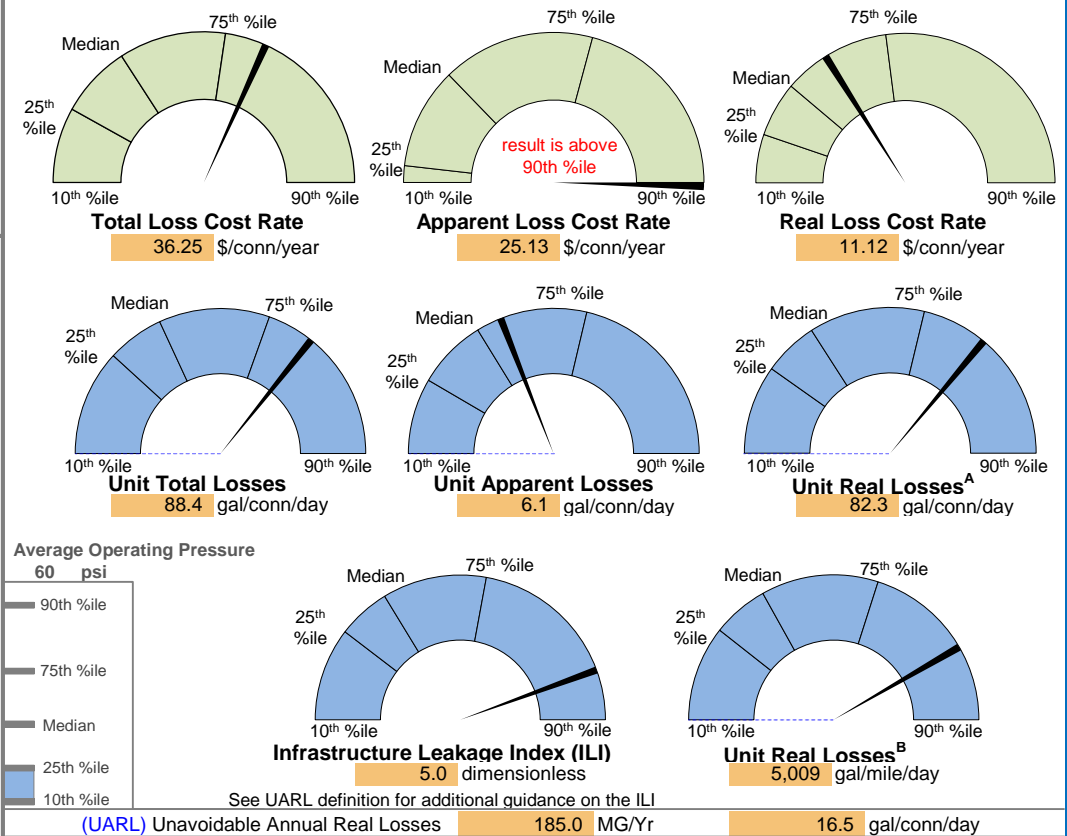 75th %ile
Median
25th
%ile
10th %ile
90th %ile
Total Loss Cost Rate
36.25 $/conn/year
75th %ile
Median
25th
%ile
result is above
90th %ile
10th %ile
90th %ile
Apparent Loss Cost Rate
25.13 $/conn/year
75th %ile
Median
25th
%ile
10th %ile
90th %ile
Real Loss Cost Rate
11.12 $/conn/year
Median
75th %ile
25th
%ile
10th %ile
90th %ile
Unit Total Losses
88.4 gal/conn/day
75th %ile
Median
25th
%ile
10th %ile
90th %ile
Unit Apparent Losses
6.1 gal/conn/day
75th %ile
Median
25th
%ile
10th %ile
90th %ile
Unit Real Losses^A
82.3 gal/conn/day
Average Operating Pressure
60 psi
90th %ile
75th %ile
Median
25th %ile
10th %ile
75th %ile
Median
25th
%ile
10th %ile
90th %ile
Infrastructure Leakage Index (ILI)
5.0 dimensionless
See UARL definition for additional guidance on the ILI
75th %ile
Median
25th
%ile
10th %ile
90th %ile
Unit Real Losses^B
5,009 gal/mile/day
(UARL) Unavoidable Annual Real Losses 185.0 MG/Yr 16.5 gal/conn/day